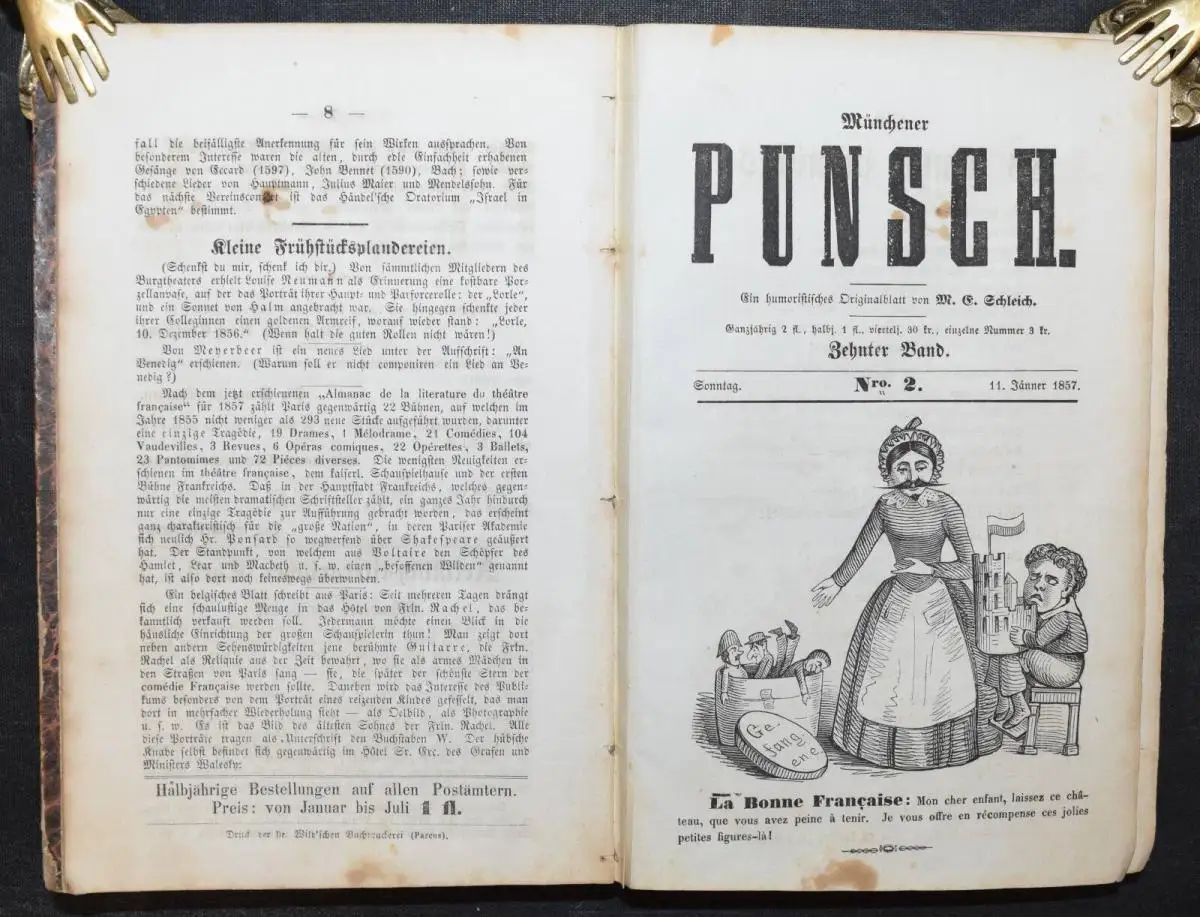 — 8 —
fall die beifälligste Anerkennung für sein Wirken aussprachen. Von
besonderem Interesse waren die alten, durch edle Einfachheit erhabenen
Gesänge von Eccard (1597), John Bennet (1590), Bach; sowie ver-
schiedene Lieder von Hauptmann, Julius Maier und Mendelssohn. Für
das nächste Vereinsconzert ist das Händel'sche Oratorium „Israel in
Egypten“ bestimmt.
Kleine Frühstücksplaudereien.
(Schenkst du mir, schenk ich dir.) Von sämmtlichen Mitgliedern des
Burgtheaters erhielt Louise Neumann als Erinnerung eine kostbare Por-
zellanvase, auf der das Porträt ihrer Haupt- und Parforcerolle: der „Lorle“,
und ein Sonnet von Halm angebracht war. Sie hingegen schenkte jeder
ihrer Colleginnen einen goldenen Armreif, worauf wieder stand: „Lorle,
10. Dezember 1856.“ (Wenn halt die guten Rollen nicht wären!)
Von Meyerbeer ist ein neues Lied unter der Aufschrift: „An
Venedig“ erschienen. (Warum soll er nicht componiren ein Lied an Ve-
nedig?)
Nach dem jetzt erschienenen „Almanac de la literature du théâtre
française“ für 1857 zählt Paris gegenwärtig 22 Bühnen, auf welchen im
Jahre 1855 nicht weniger als 293 neue Stücke aufgeführt wurden, darunter
eine einzige Tragödie, 19 Drames, 1 Mélodrame, 21 Comédies, 104
Vaudevilles, 3 Revues, 6 Opéras comiques, 22 Opérettes, 3 Ballets,
23 Pantomimes und 72 Piéces diverses. Die wenigsten Neuigkeiten er-
schienen im théâtre française, dem kaiserl. Schauspielhause und der ersten
Bühne Frankreichs. Daß in der Hauptstadt Frankreichs, welches gegen-
wärtig die meisten dramatischen Schriftsteller zählt, ein ganzes Jahr hindurch
nur eine einzige Tragödie zur Aufführung gebracht worden, das erscheint
ganz charakteristisch für die „große Nation“, in deren Pariser Akademie
sich neulich Hr. Ponsard so wegwerfend über Shakespeare geäußert
hat. Der Standpunkt, von welchem aus Voltaire den Schöpfer des
Hamlet, Lear und Macbeth u. s. w. einen „besoffenen Wilden“ genannt
hat, ist also dort noch keineswegs überwunden.
Ein belgisches Blatt schreibt aus Paris: Seit mehreren Tagen drängt
sich eine schaulustige Menge in das Hôtel von Frln. Rachel, das be-
kanntlich verkauft werden soll. Jedermann möchte einen Blick in die
häusliche Einrichtung der großen Schauspielerin thun! Man zeigt dort
neben andern Sehenswürdigkeiten jene berühmte Guitarre, die Frln.
Rachel als Reliquie aus der Zeit bewahrt, wo sie als armes Mädchen in
den Straßen von Paris sang — sie, die später der schönste Stern der
comédie Française werden sollte. Daneben wird das Interesse des Publi-
kums besonders von dem Porträt eines reizenden Kindes gefesselt, das man
dort in mehrfacher Wiederholung sieht — als Oelbild, als Photographie
u. s. w. Es ist das Bild des ältesten Sohnes der Frln. Rachel. Alle
diese Porträte tragen als Unterschrift den Buchstaben W. Der hübsche
Knabe selbst befindet sich gegenwärtig im Hôtel Sr. Exc. des Grafen und
Ministers Walesky.
Halbjährige Bestellungen auf allen Postämtern.
Preis: von Januar bis Juli 1 fl.
Druck der Dr. Wild'schen Buchdruckerei (Parcus).
Münchener
PUNSCH.
Ein humoristisches Originalblatt von M. E. Schleich.
Ganzjährig 2 fl., halbj. 1 fl., viertelj. 30 kr., einzelne Nummer 3 kr.
Zehnter Band.
Sonntag. Nro. 2. 11. Jänner 1857.
Ge-
fang-
ene
La Bonne Française: Mon cher enfant, laissez ce châ-
teau, que vous avez peine à tenir. Je vous offre en récompense ces jolies
petites figures-là!